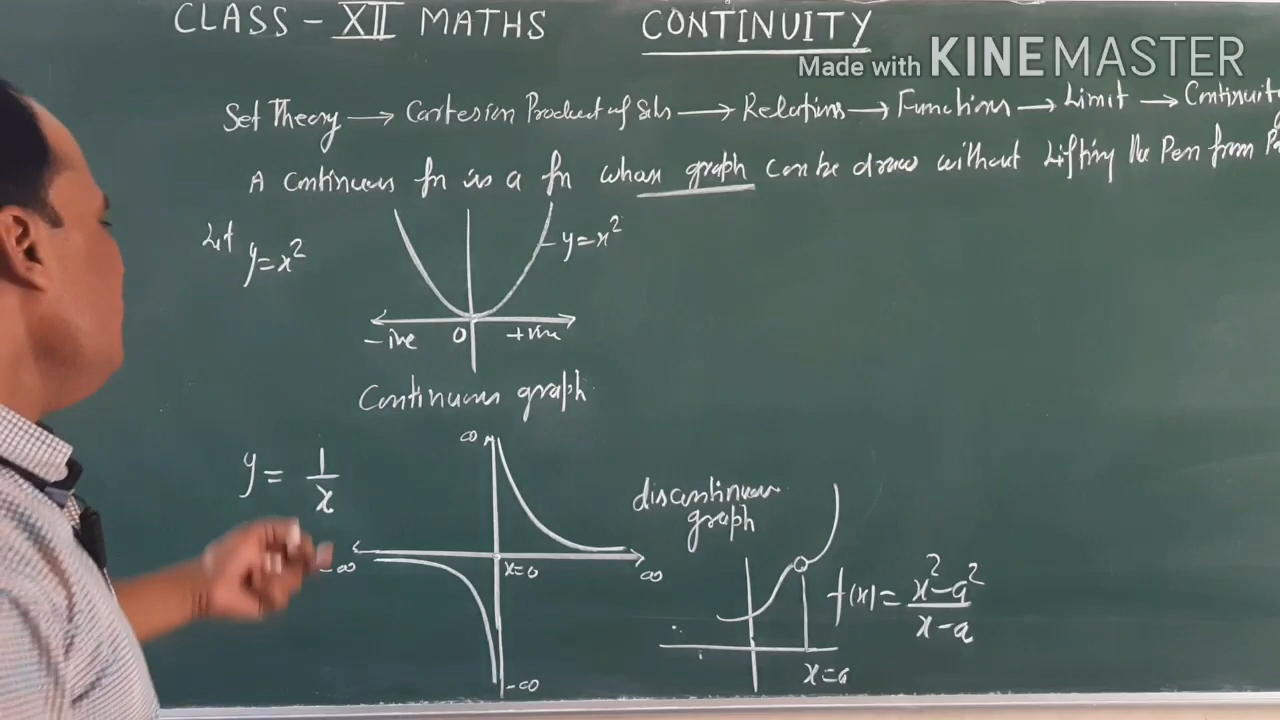 CLASS - XII MATHS CONTINUITY
Made with KINEMASTER
Set Theory → Cartesian Product of Sets → Relations → Functions → Limit → Continuity
A continuous fn is a fn whose graph can be draw without Lifting the Pen from Pa
Let y=x²
y=x²
-ive 0 +ive
Continuous graph
∞
y = 1/x
discontinuous
graph
-∞ x=0 ∞
f(x) = x²-a²/x-a
x=a
-∞